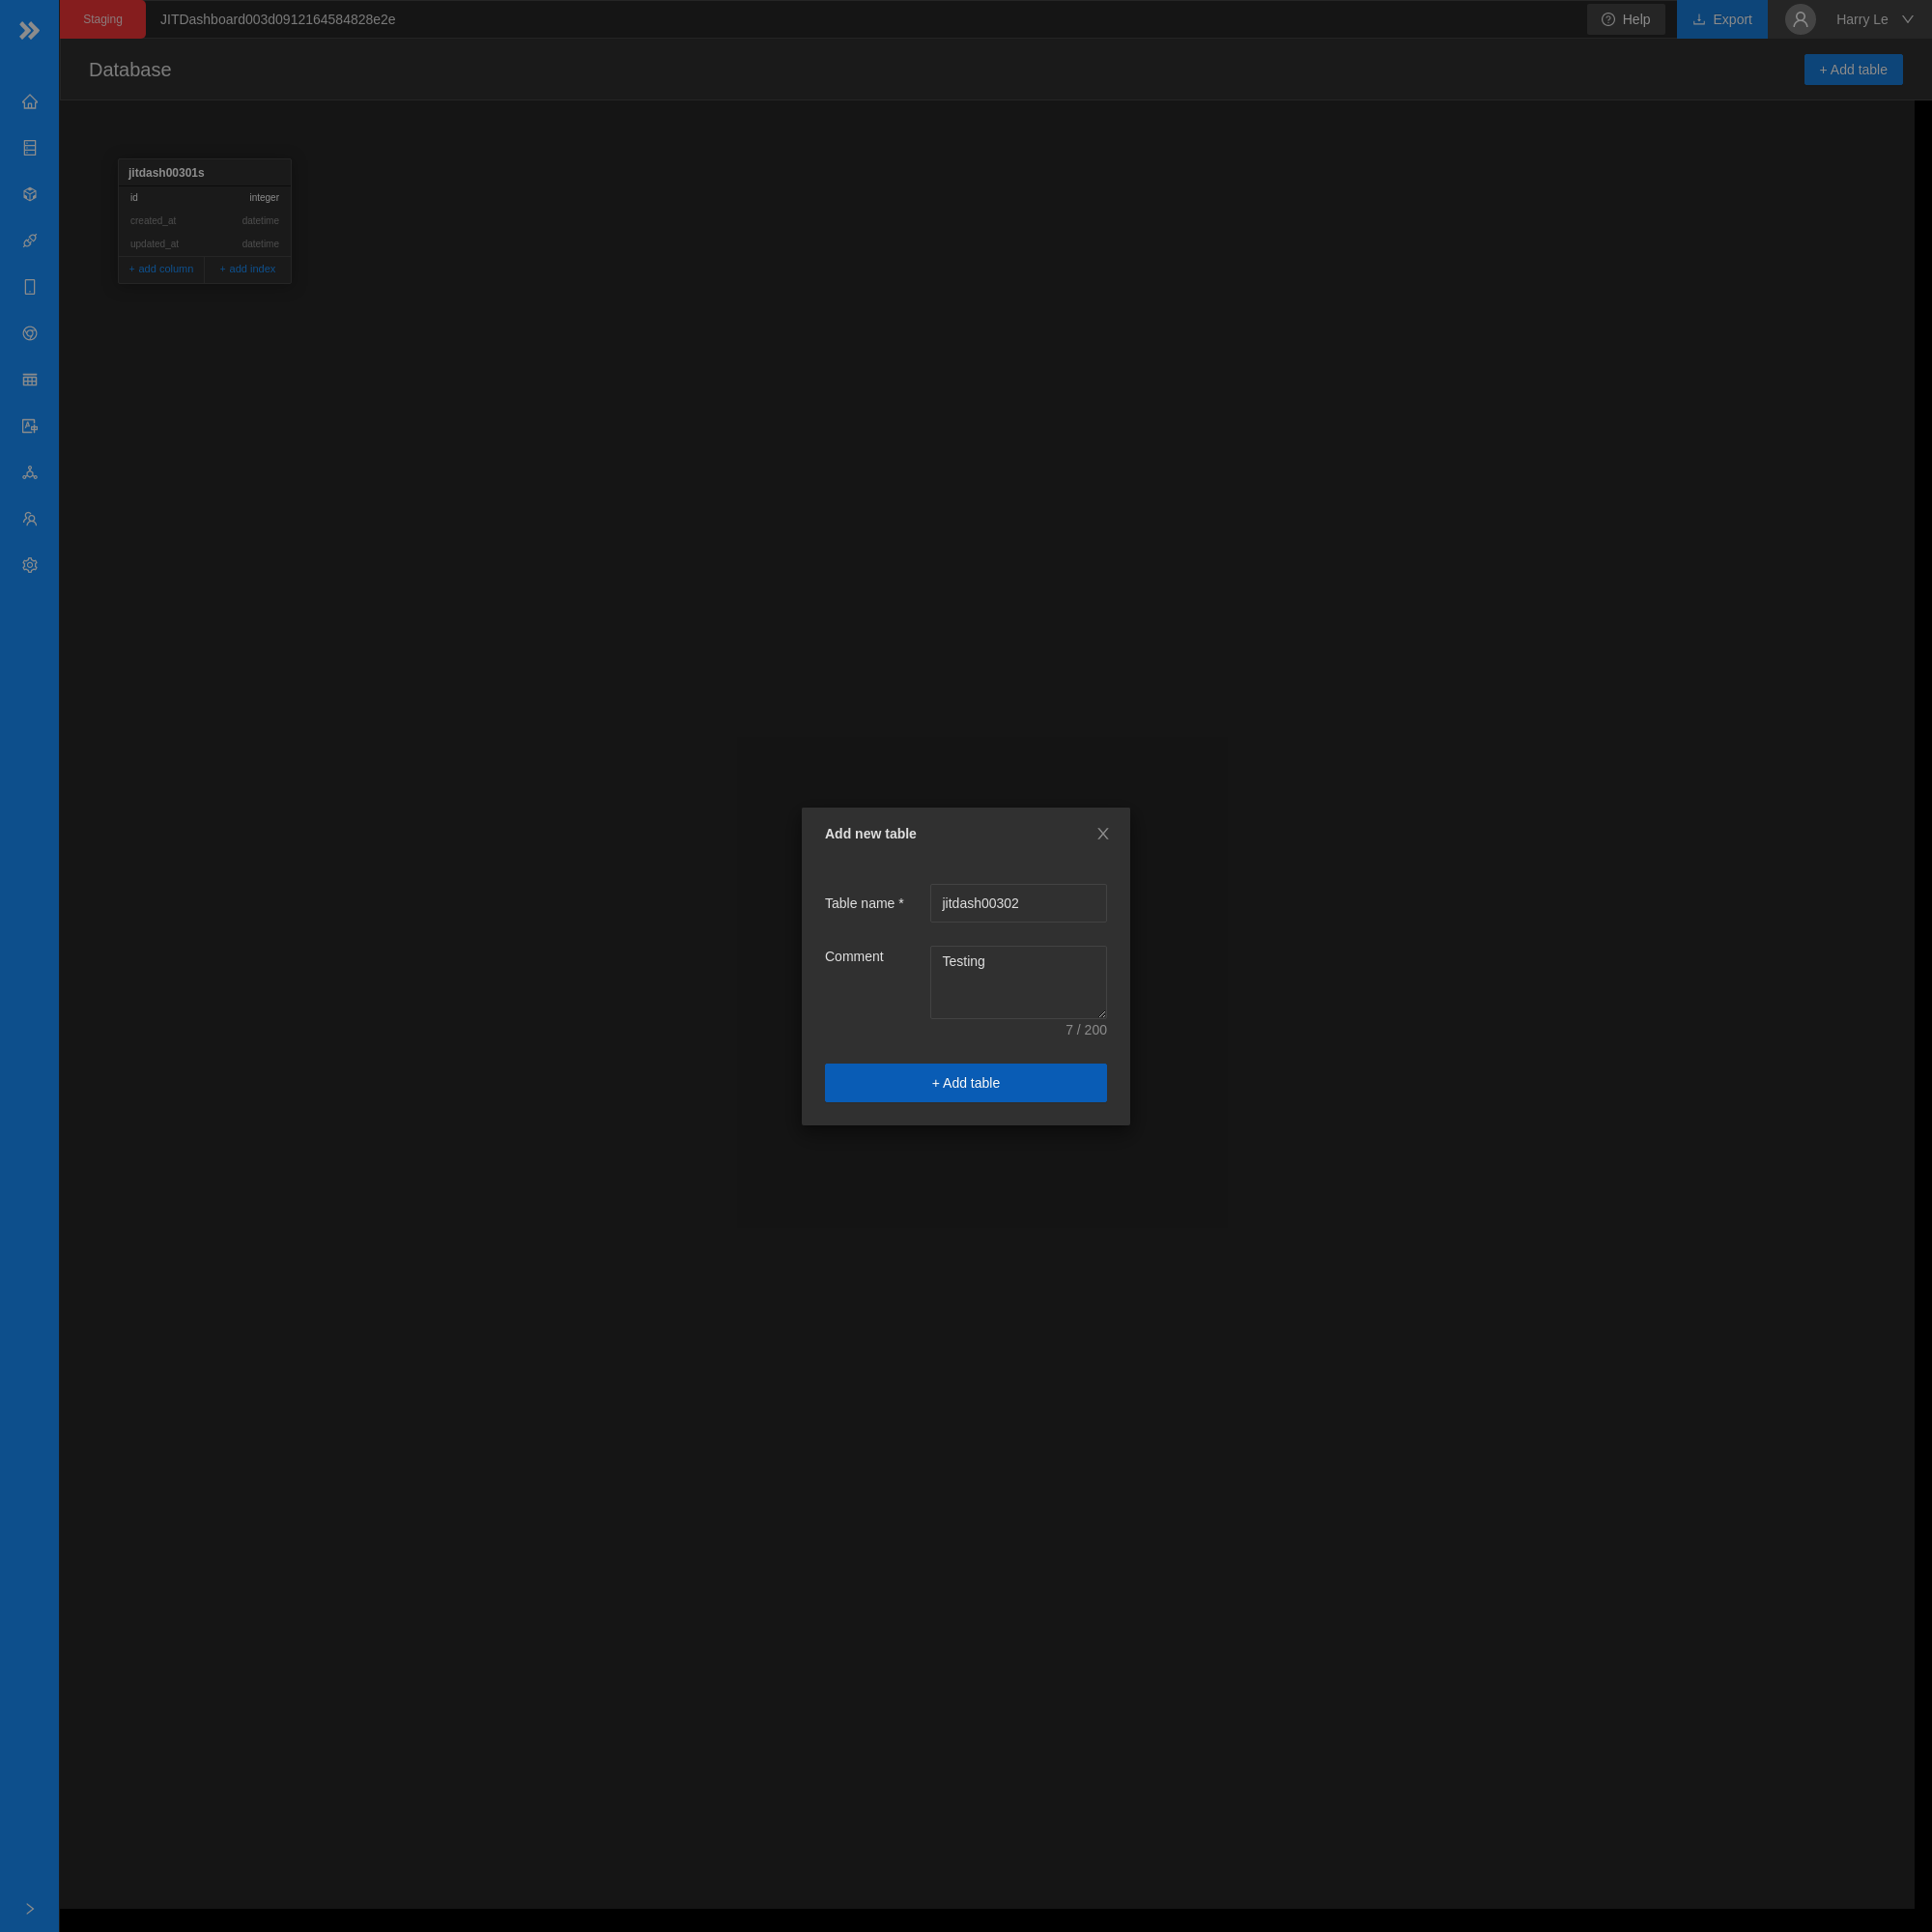 Staging
JITDashboard003d0912164584828e2e
Help
Export
Harry Le
Database
+ Add table
jitdash00301s
id integer
created_at datetime
updated_at datetime
+ add column + add index
Add new table
Table name * jitdash00302
Comment Testing
7 / 200
+ Add table